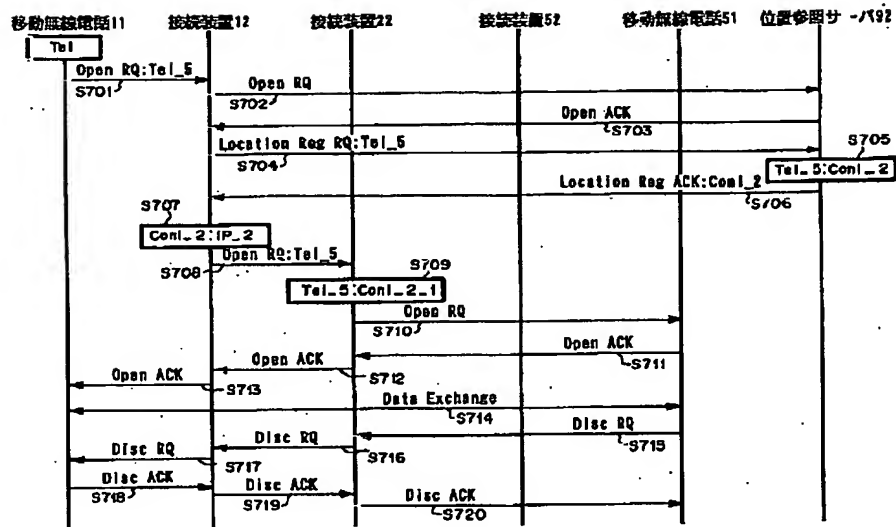 移動無線電話11 接続装置12 接続装置22 接続装置52 移動無線電話51 位置参照サーバ92
Tel
Open RQ:Tel_5
S701
Open RQ
S702
Open ACK
S703
Location Reg RQ:Tel_5
S704
S705
Tel_5:Conl_2
Location Reg ACK:Conl_2
S706
S707
Conl_2:IP_2
Open RQ:Tel_5
S708
S709
Tel_5:Conl_2_1
Open RQ
S710
Open ACK
S711
Open ACK
S712
Open ACK
S713
Data Exchange
S714
Disc RQ
S715
Disc RQ
S716
Disc RQ
S717
Disc ACK
S718
Disc ACK
S719
Disc ACK
S720